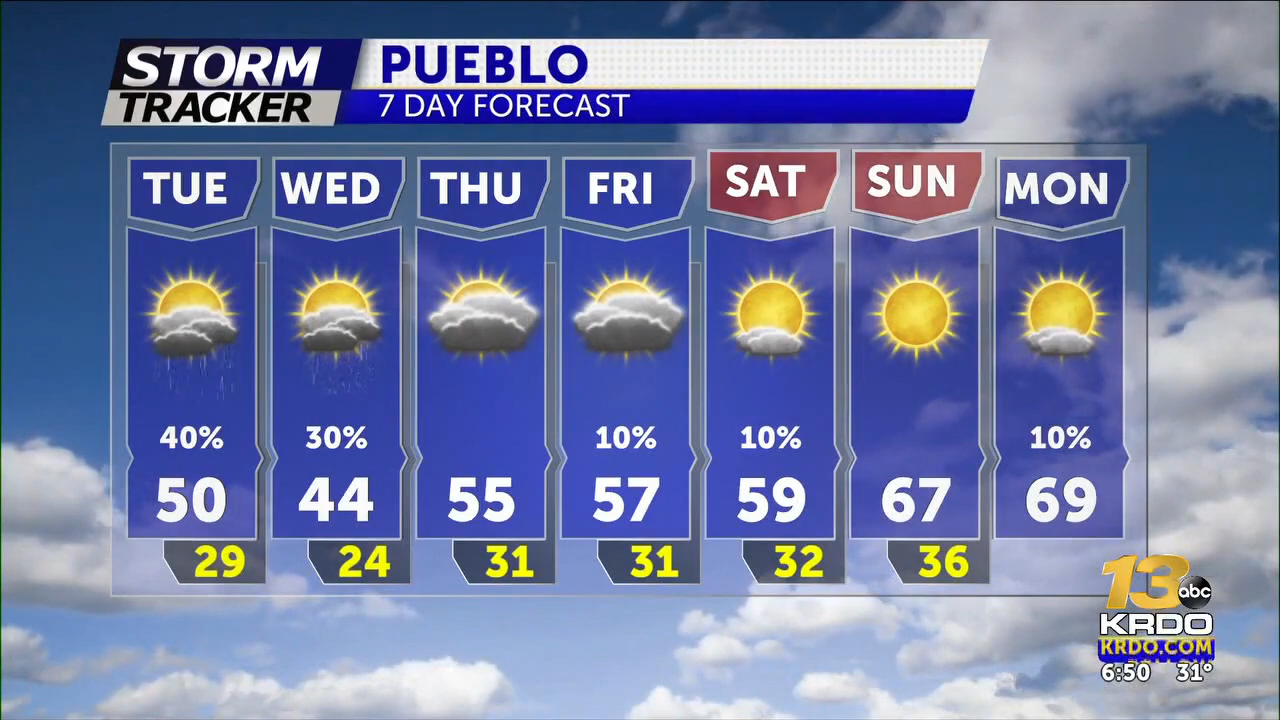 STORM
TRACKER
PUEBLO
7 DAY FORECAST
TUE WED THU FRI SAT SUN MON
40% 30% 10% 10% 10%
50 44 55 57 59 67 69
29 24 31 31 32 36
13 abc
KRDO
KRDO.COM
6:50 31°